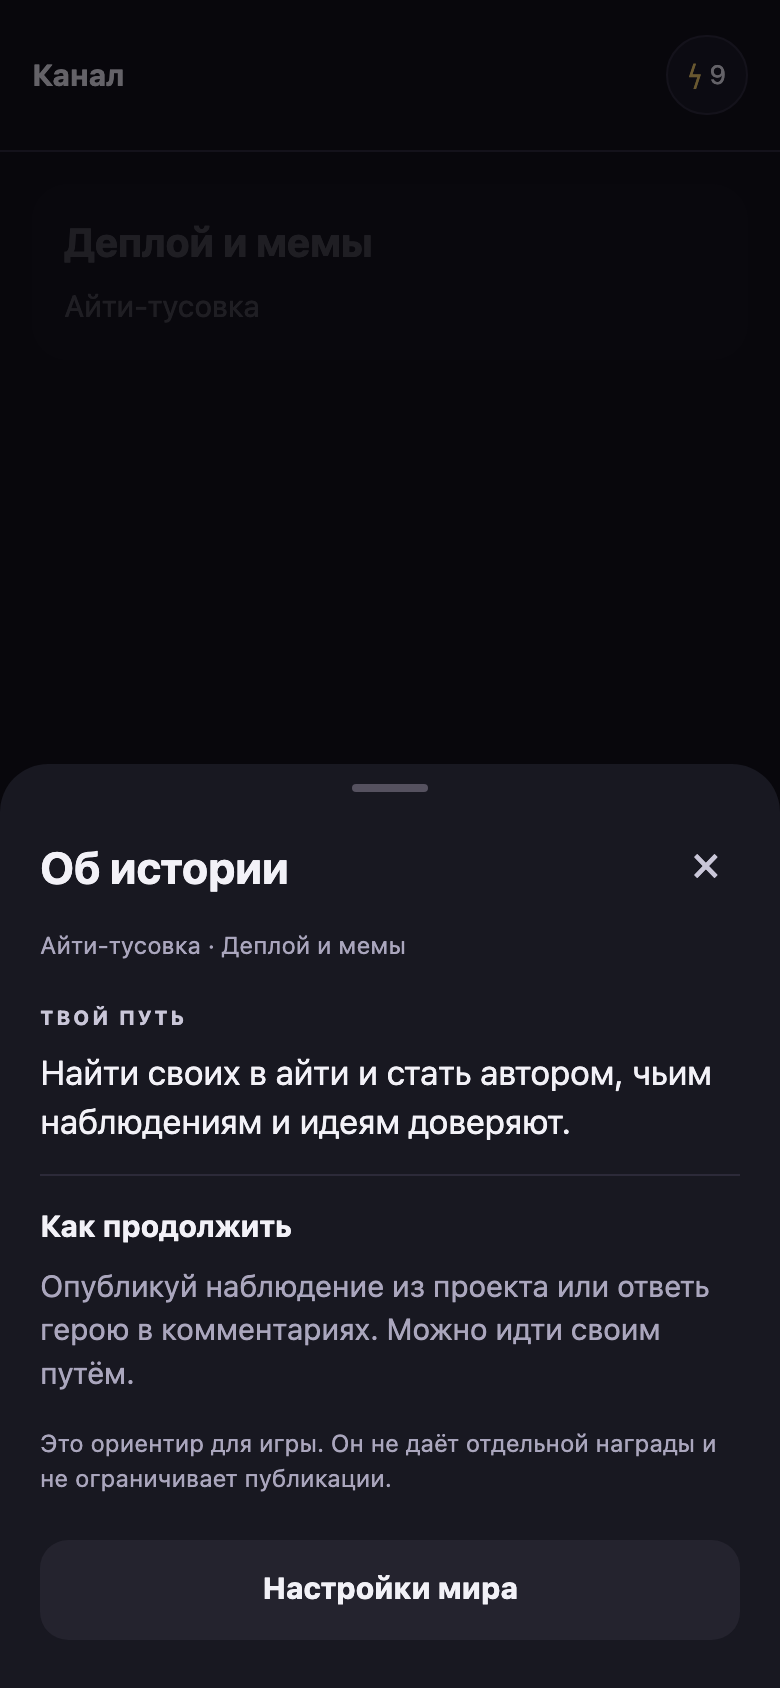 Канал
9
Деплой и мемы
Айти-тусовка
Об истории
Айти-тусовка · Деплой и мемы
ТВОЙ ПУТЬ
Найти своих в айти и стать автором, чьим
наблюдениям и идеям доверяют.
Как продолжить
Опубликуй наблюдение из проекта или ответь
герою в комментариях. Можно идти своим
путём.
Это ориентир для игры. Он не даёт отдельной награды и
не ограничивает публикации.
Настройки мира